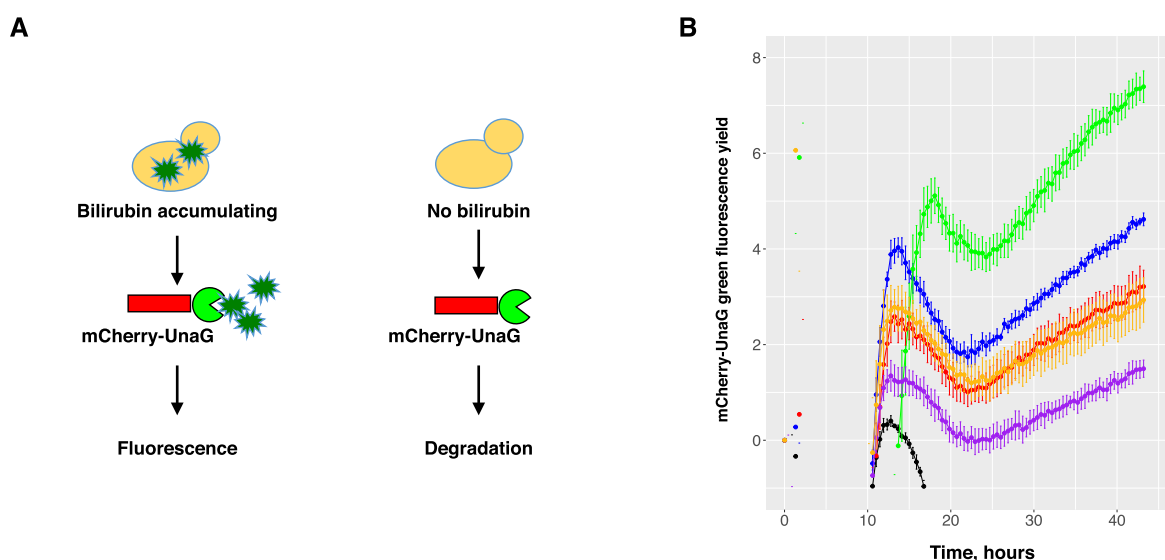 A
Bilirubin accumulating
No bilirubin
mCherry-UnaG
mCherry-UnaG
Fluorescence
Degradation
B
mCherry-UnaG green fluorescence yield
8
6
4
2
0
0 10 20 30 40
Time, hours